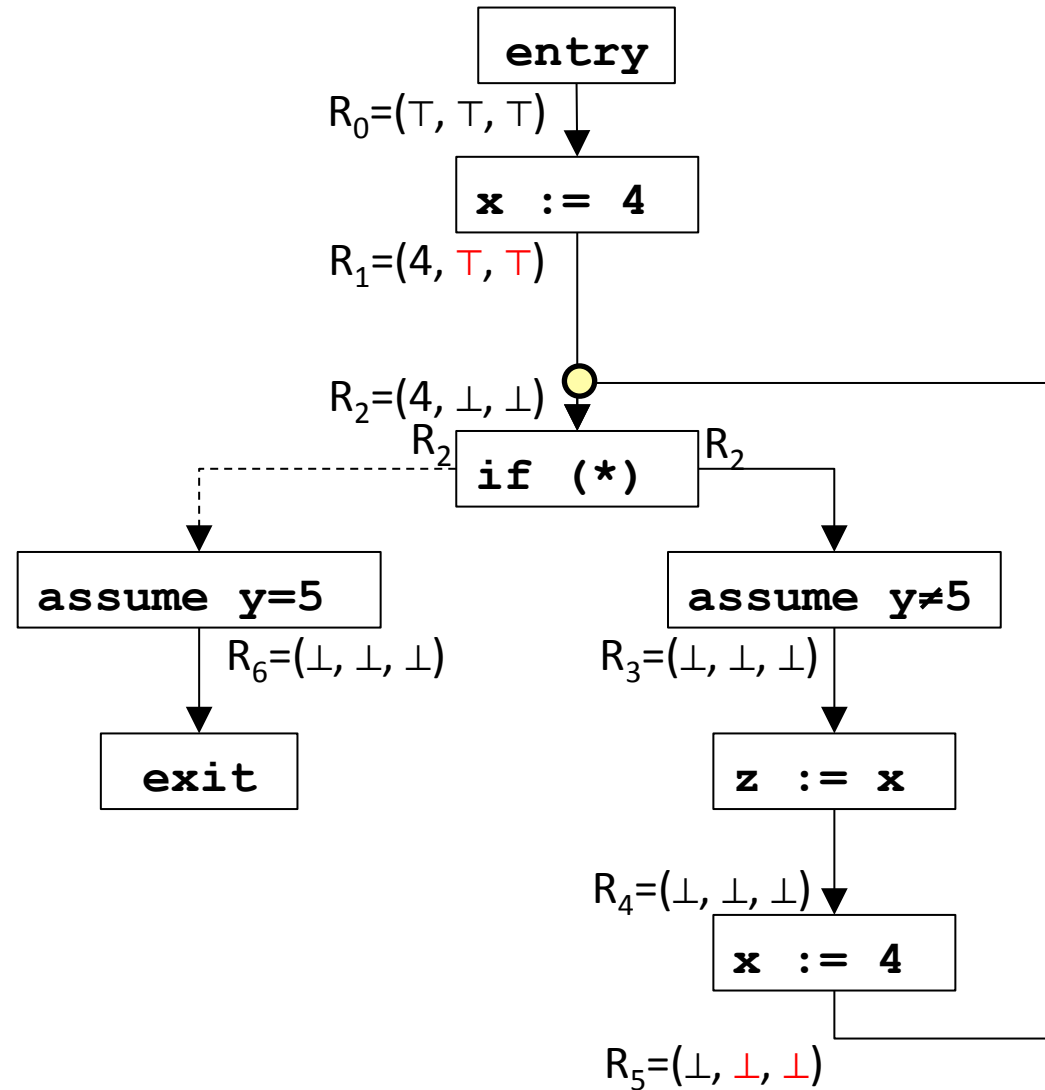 entry
R₀=(⊤, ⊤, ⊤)
x := 4
R₁=(4, ⊤, ⊤)
R₂=(4, ⊥, ⊥)
R₂
if (*)
R₂
assume y=5
assume y≠5
R₆=(⊥, ⊥, ⊥)
R₃=(⊥, ⊥, ⊥)
exit
z := x
R₄=(⊥, ⊥, ⊥)
x := 4
R₅=(⊥, ⊥, ⊥)